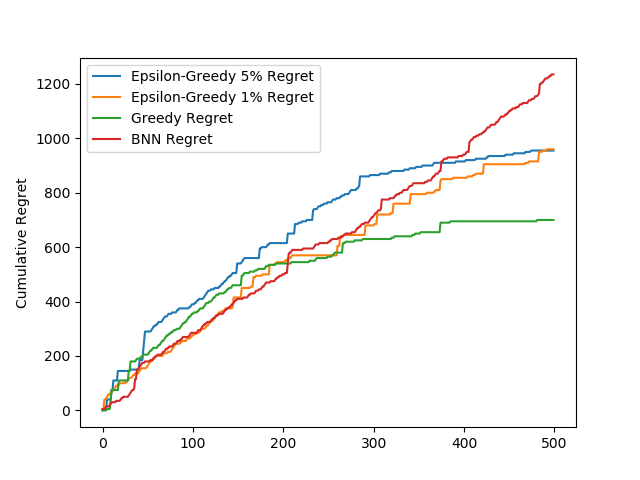 Epsilon-Greedy 5% Regret
Epsilon-Greedy 1% Regret
Greedy Regret
BNN Regret
Cumulative Regret
1200
1000
800
600
400
200
0
0 100 200 300 400 500